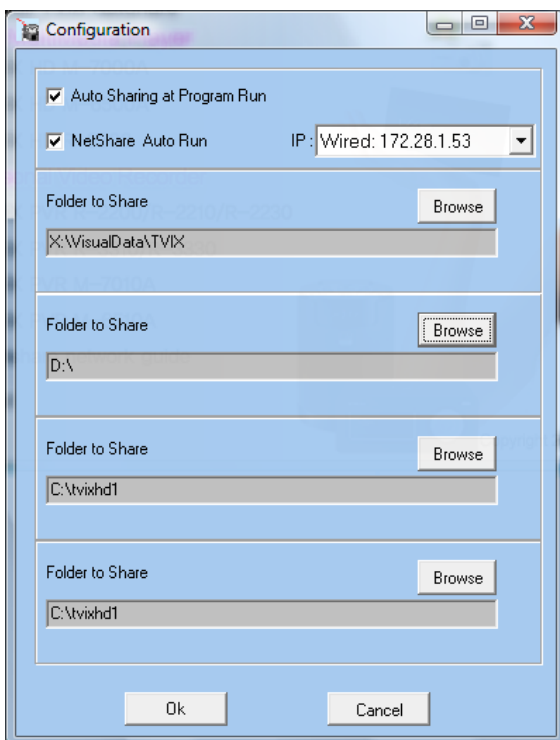 Configuration
Auto Sharing at Program Run
NetShare Auto Run IP : Wired: 172.28.1.53
Folder to Share
Browse
X:\VisualData\TVIX
Folder to Share
Browse
D:\
Folder to Share
Browse
C:\tvixhd1
Folder to Share
Browse
C:\tvixhd1
Ok Cancel